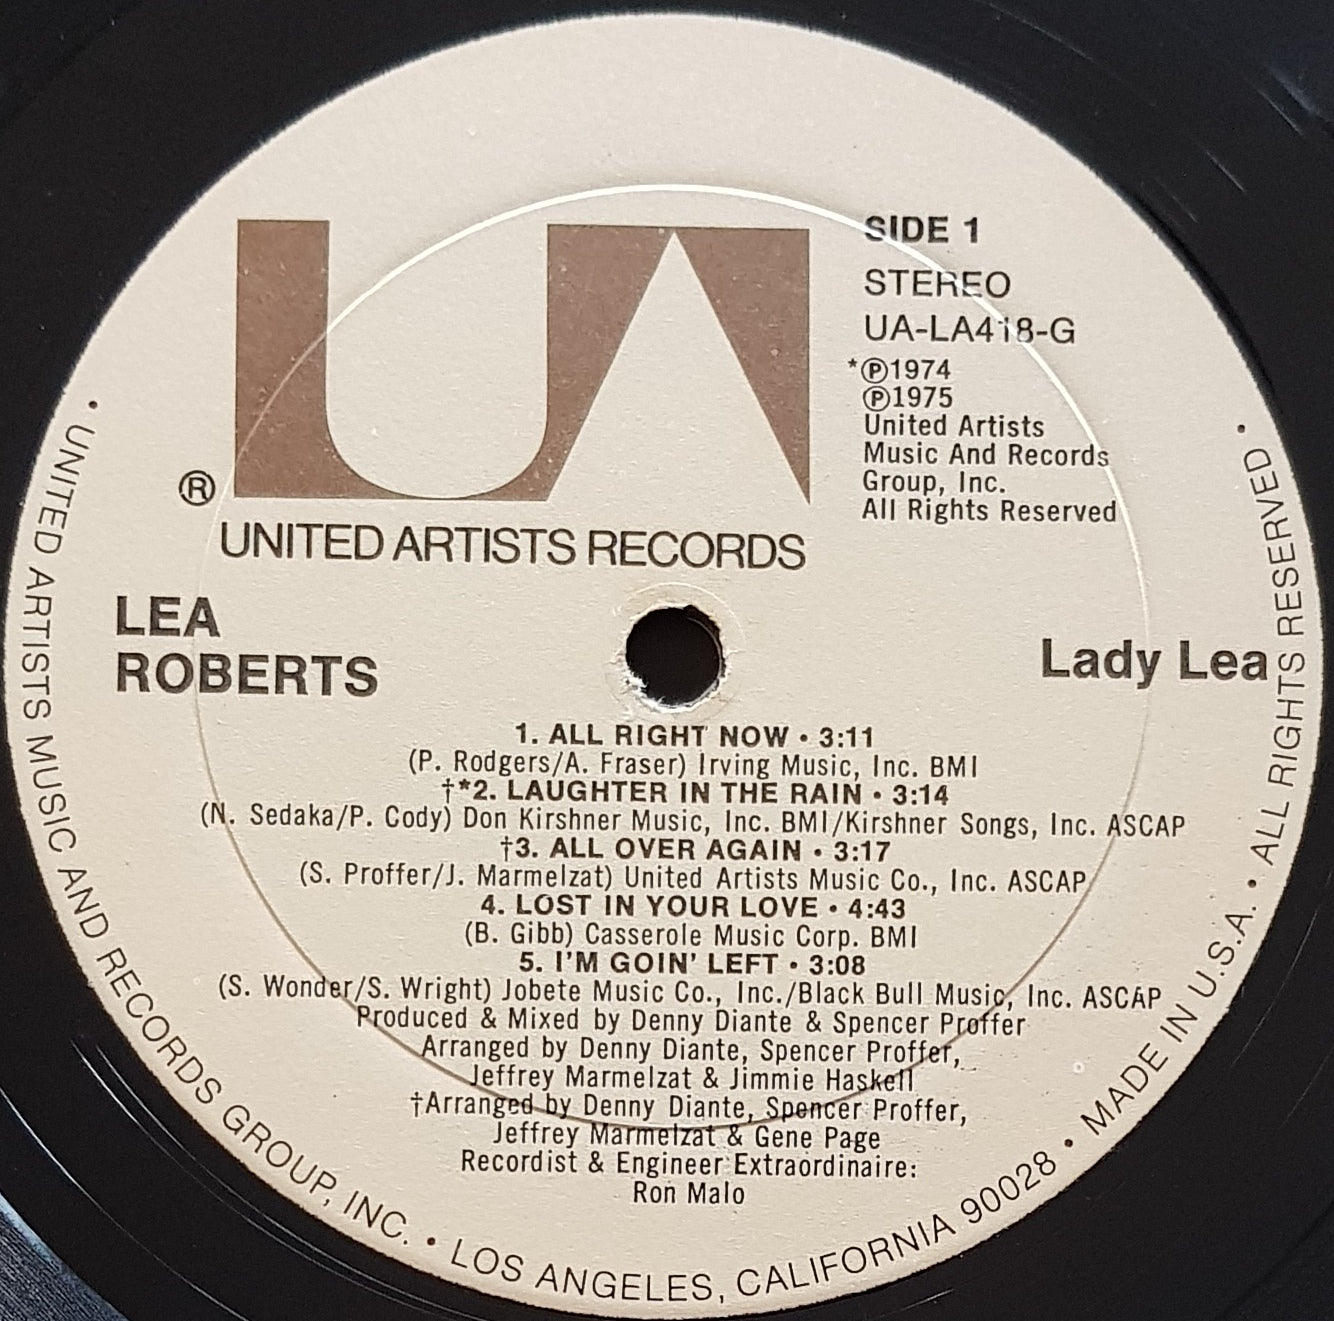 SIDE 1
STEREO
UA-LA418-G
*Ⓟ1974
Ⓟ1975
United Artists
Music And Records
Group, Inc.
All Rights Reserved
UA
®
UNITED ARTISTS RECORDS
LEA
ROBERTS
Lady Lea
1. ALL RIGHT NOW • 3:11
(P. Rodgers/A. Fraser) Irving Music, Inc. BMI
†*2. LAUGHTER IN THE RAIN • 3:14
(N. Sedaka/P. Cody) Don Kirshner Music, Inc. BMI/Kirshner Songs, Inc. ASCAP
†3. ALL OVER AGAIN • 3:17
(S. Proffer/J. Marmelzat) United Artists Music Co., Inc. ASCAP
4. LOST IN YOUR LOVE • 4:43
(B. Gibb) Casserole Music Corp. BMI
5. I'M GOIN' LEFT • 3:08
(S. Wonder/S. Wright) Jobete Music Co., Inc./Black Bull Music, Inc. ASCAP
Produced & Mixed by Denny Diante & Spencer Proffer
Arranged by Denny Diante, Spencer Proffer,
Jeffrey Marmelzat & Jimmie Haskell
†Arranged by Denny Diante, Spencer Proffer,
Jeffrey Marmelzat & Gene Page
Recordist & Engineer Extraordinaire:
Ron Malo
• UNITED ARTISTS MUSIC AND RECORDS GROUP, INC. • LOS ANGELES, CALIFORNIA 90028 • MADE IN U.S.A. • ALL RIGHTS RESERVED •